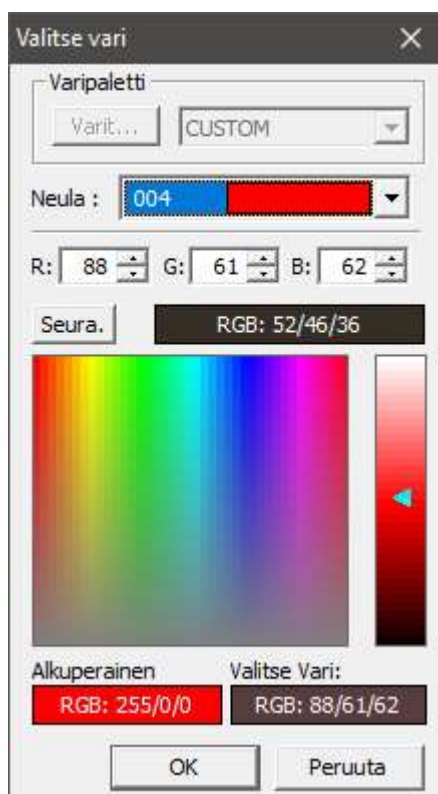 Valitse vari
Varipaletti
Varit... CUSTOM
Neula : 004
R: 88 G: 61 B: 62
Seura. RGB: 52/46/36
Alkuperainen Valitse Vari:
RGB: 255/0/0 RGB: 88/61/62
OK Peruuta